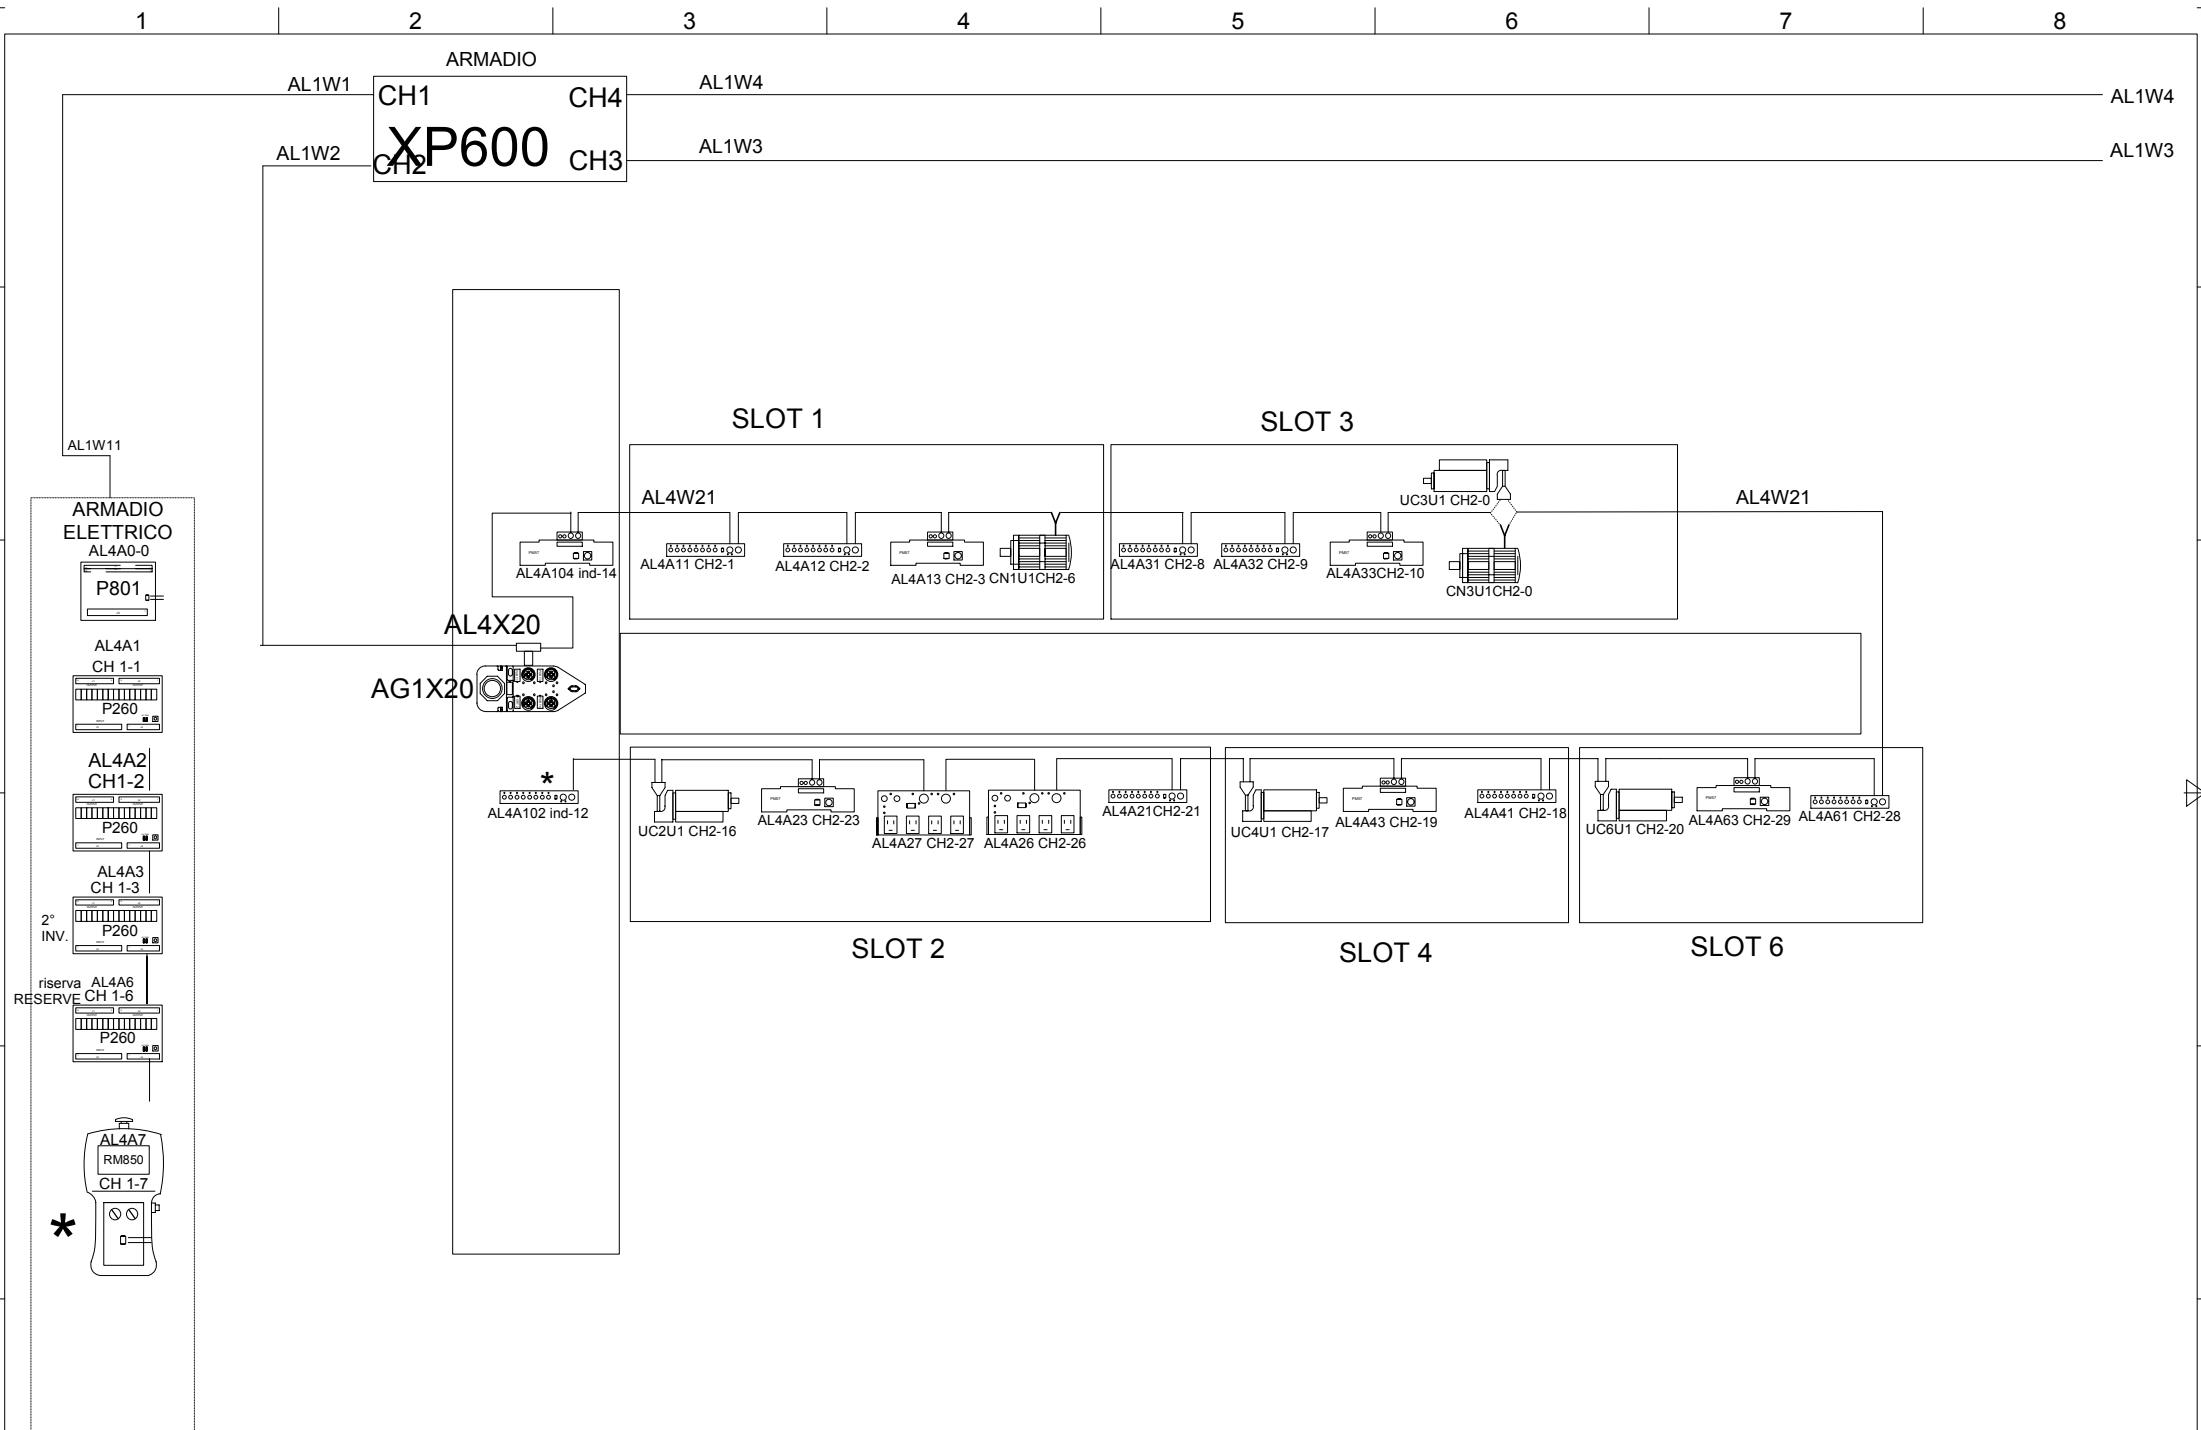 1
2
3
4
5
6
7
8
ARMADIO
AL1W1
CH1
CH4
AL1W4
AL1W4
XP600
AL1W2
CH2
CH3
AL1W3
AL1W3
SLOT 1
SLOT 3
AL1W11
AL4W21
UC3U1 CH2-0
AL4W21
ARMADIO
ELETTRICO
AL4A0-0
P801
AL4A104 ind-14
AL4A11 CH2-1
AL4A12 CH2-2
AL4A13 CH2-3
CN1U1CH2-6
AL4A31 CH2-8
AL4A32 CH2-9
AL4A33CH2-10
CN3U1CH2-0
AL4X20
AG1X20
AL4A1
CH 1-1
P260
AL4A2
CH1-2
P260
*
AL4A102 ind-12
UC2U1 CH2-16
AL4A23 CH2-23
AL4A27 CH2-27
AL4A26 CH2-26
AL4A21CH2-21
UC4U1 CH2-17
AL4A43 CH2-19
AL4A41 CH2-18
UC6U1 CH2-20
AL4A63 CH2-29
AL4A61 CH2-28
SLOT 2
SLOT 4
SLOT 6
AL4A3
CH 1-3
2°
INV.
P260
riserva
RESERVE
AL4A6
CH 1-6
P260
AL4A7
RM850
CH 1-7
*